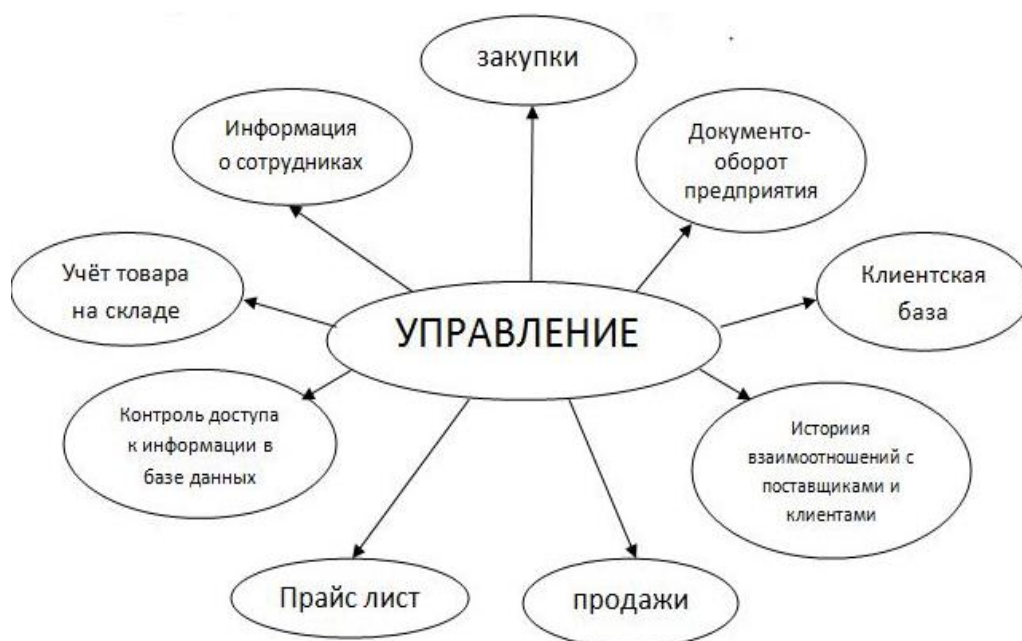 закупки
Информация
о сотрудниках
Документо-
оборот
предприятия
Учёт товара
на складе
Клиентская
база
УПРАВЛЕНИЕ
Контроль доступа
к информации в
базе данных
Историия
взаимоотношений с
поставщиками и
клиентами
Прайс лист
продажи